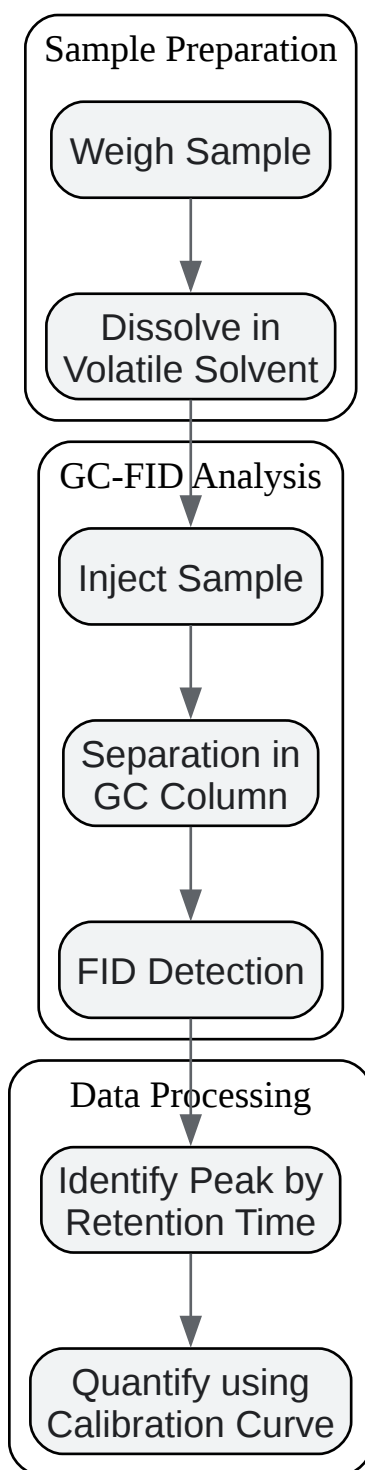 Sample Preparation
Weigh Sample
Dissolve in
Volatile Solvent
GC-FID Analysis
Inject Sample
Separation in
GC Column
FID Detection
Data Processing
Identify Peak by
Retention Time
Quantify using
Calibration Curve